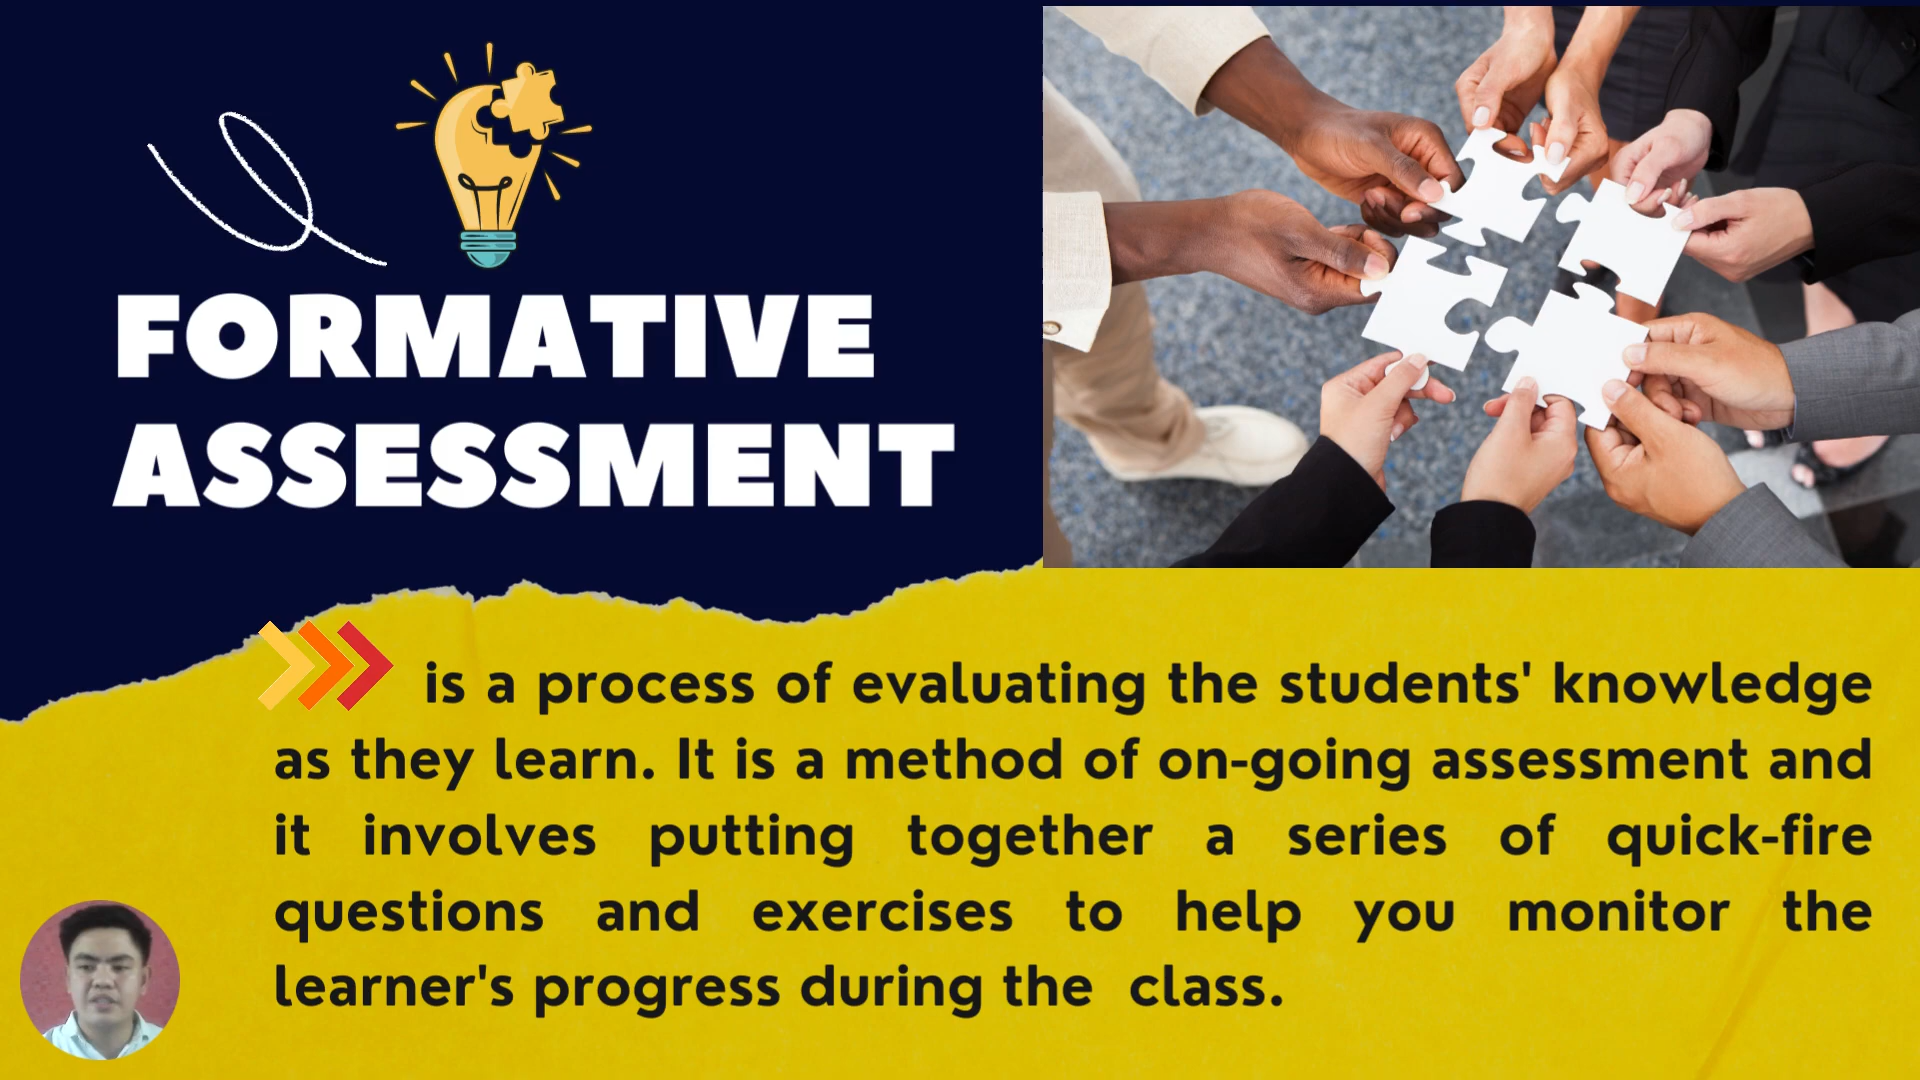 FORMATIVE
ASSESSMENT
is a process of evaluating the students' knowledge
as they learn. It is a method of on-going assessment and
it involves putting together a series of quick-fire
questions and exercises to help you monitor the
learner's progress during the class.